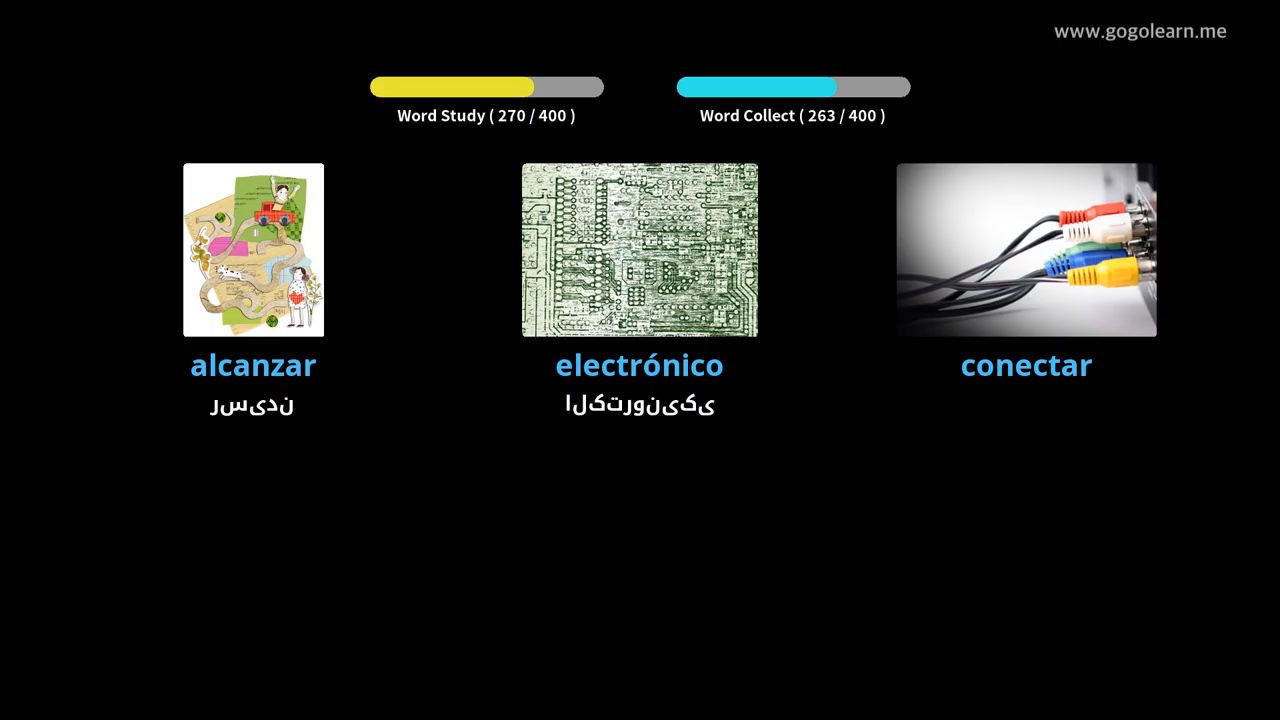 www.gogolearn.me
Word Study ( 270 / 400 )
Word Collect ( 263 / 400 )
alcanzar
electrónico
conectar
رسیدن
الکترونیکی